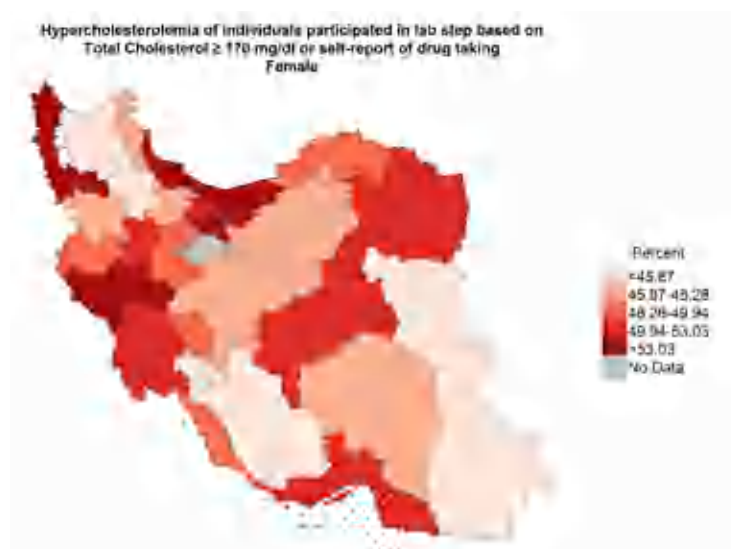 Hypercholesterolemia of individuals participated in lab step based on
Total Cholesterol ≥ 170 mg/dl or self-report of drug taking
Female
Percent
<45.87
45.87-48.28
48.28-49.94
49.94-53.03
>53.03
No Data